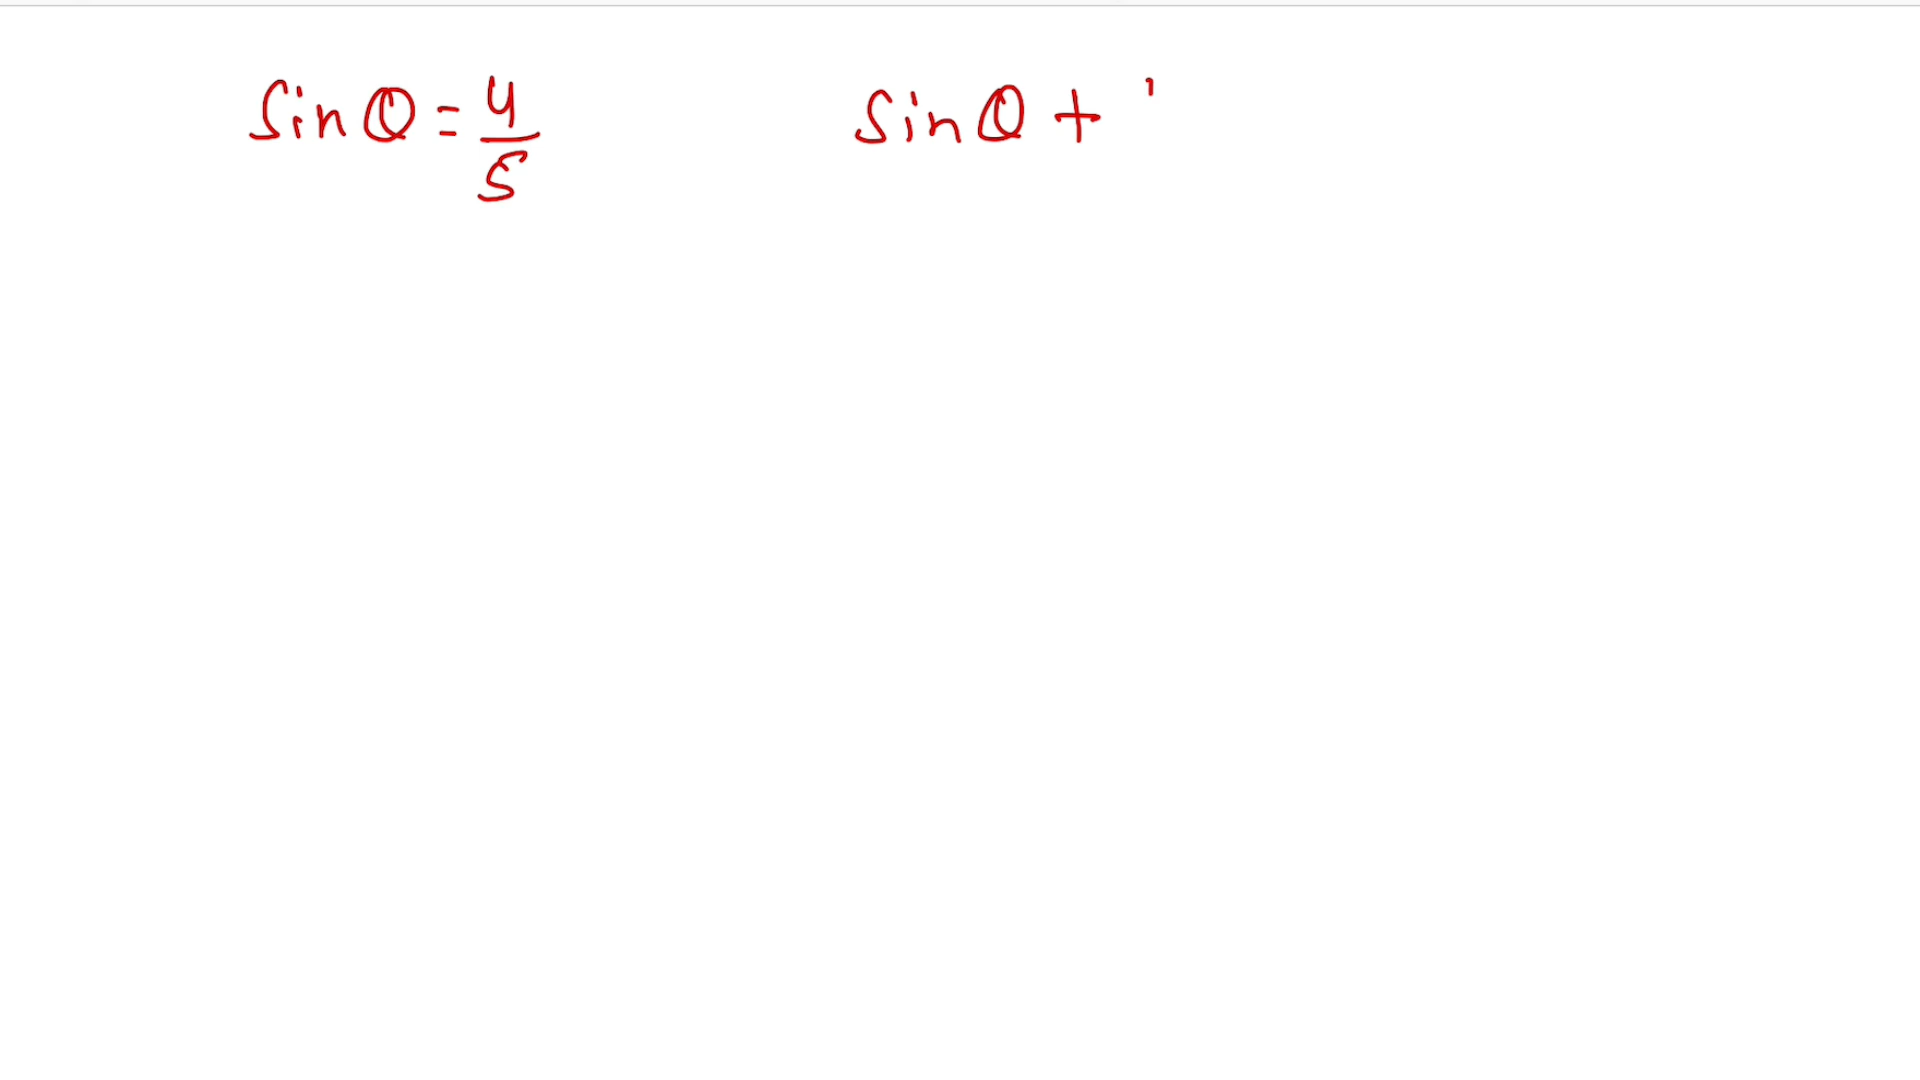 sinθ = 4/5 sinθ + '